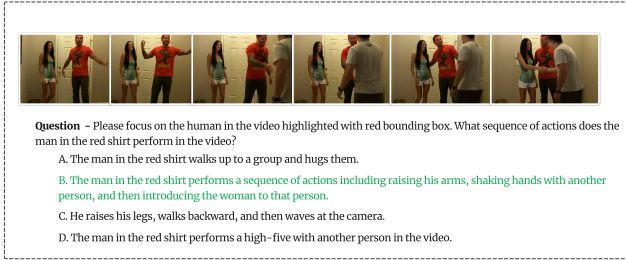 Question - Please focus on the human in the video highlighted with red bounding box. What sequence of actions does the
man in the red shirt perform in the video?
A. The man in the red shirt walks up to a group and hugs them.
B. The man in the red shirt performs a sequence of actions including raising his arms, shaking hands with another
person, and then introducing the woman to that person.
C. He raises his legs, walks backward, and then waves at the camera.
D. The man in the red shirt performs a high-five with another person in the video.